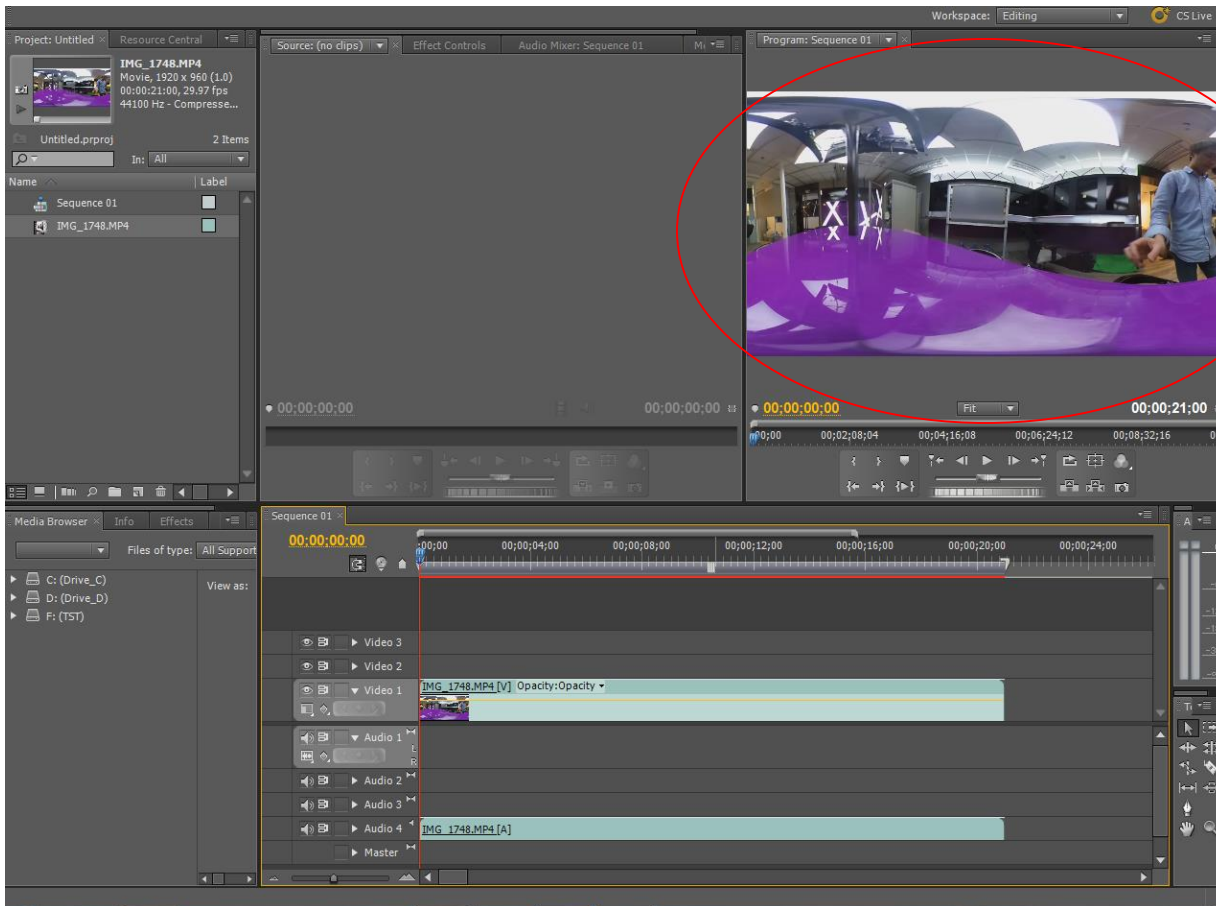 Workspace: Editing CS Live
Project: Untitled × Resource Central
IMG_1748.MP4
Movie, 1920 x 960 (1.0)
00:00:21:00, 29.97 fps
44100 Hz - Compresse...
Untitled.prproj 2 Items
In: All
Name Label
Sequence 01
IMG_1748.MP4
Source: (no clips) × Effect Controls Audio Mixer: Sequence 01
00;00;00;00 00;00;00;00
Program: Sequence 01 ×
00;00;00;00 Fit 00;00;21;00
00;00 00;02;08;04 00;04;16;08 00;06;24;12 00;08;32;16
Media Browser × Info Effects
Files of type: All Support
C: (Drive_C) View as:
D: (Drive_D)
F: (TST)
Sequence 01 ×
00;00;00;00
;00;00 00;00;04;00 00;00;08;00 00;00;12;00 00;00;16;00 00;00;20;00 00;00;24;00
Video 3
Video 2
Video 1 IMG_1748.MP4 [V] Opacity:Opacity
Audio 1 L
R
Audio 2
Audio 3
Audio 4 IMG_1748.MP4 [A]
Master